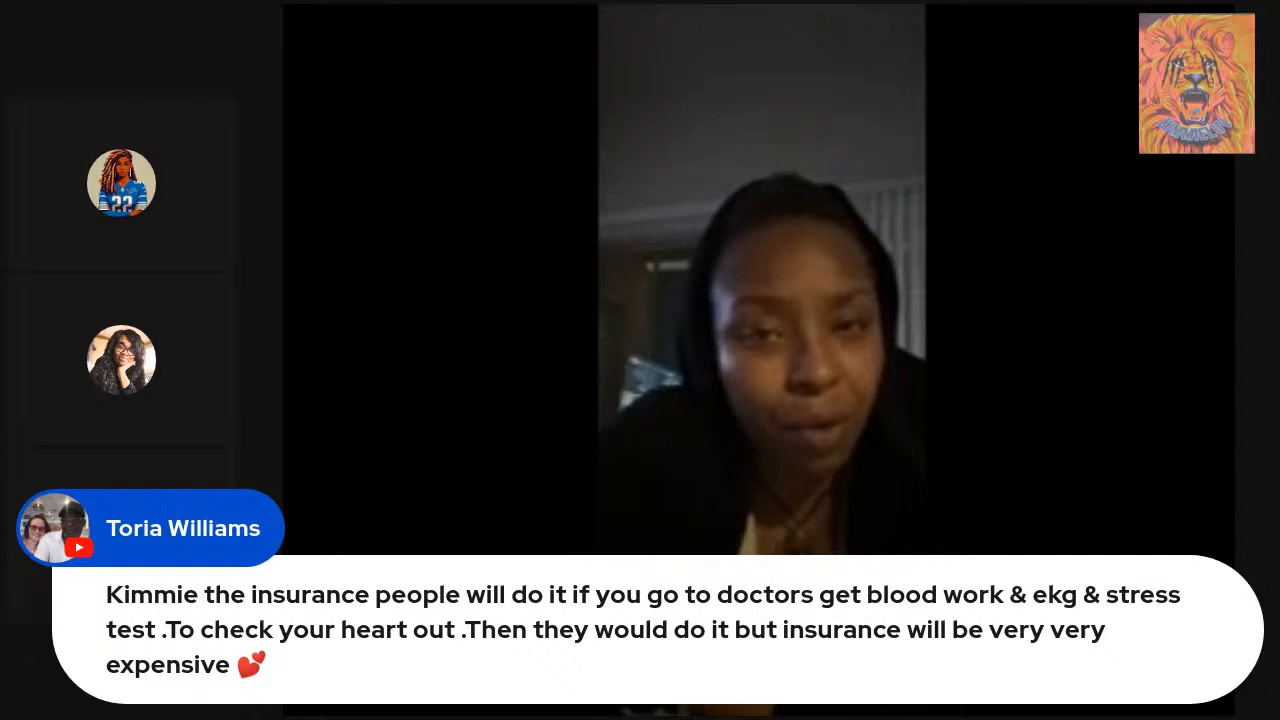 22
Toria Williams
Kimmie the insurance people will do it if you go to doctors get blood work & ekg & stress
test .To check your heart out .Then they would do it but insurance will be very very
expensive 💕